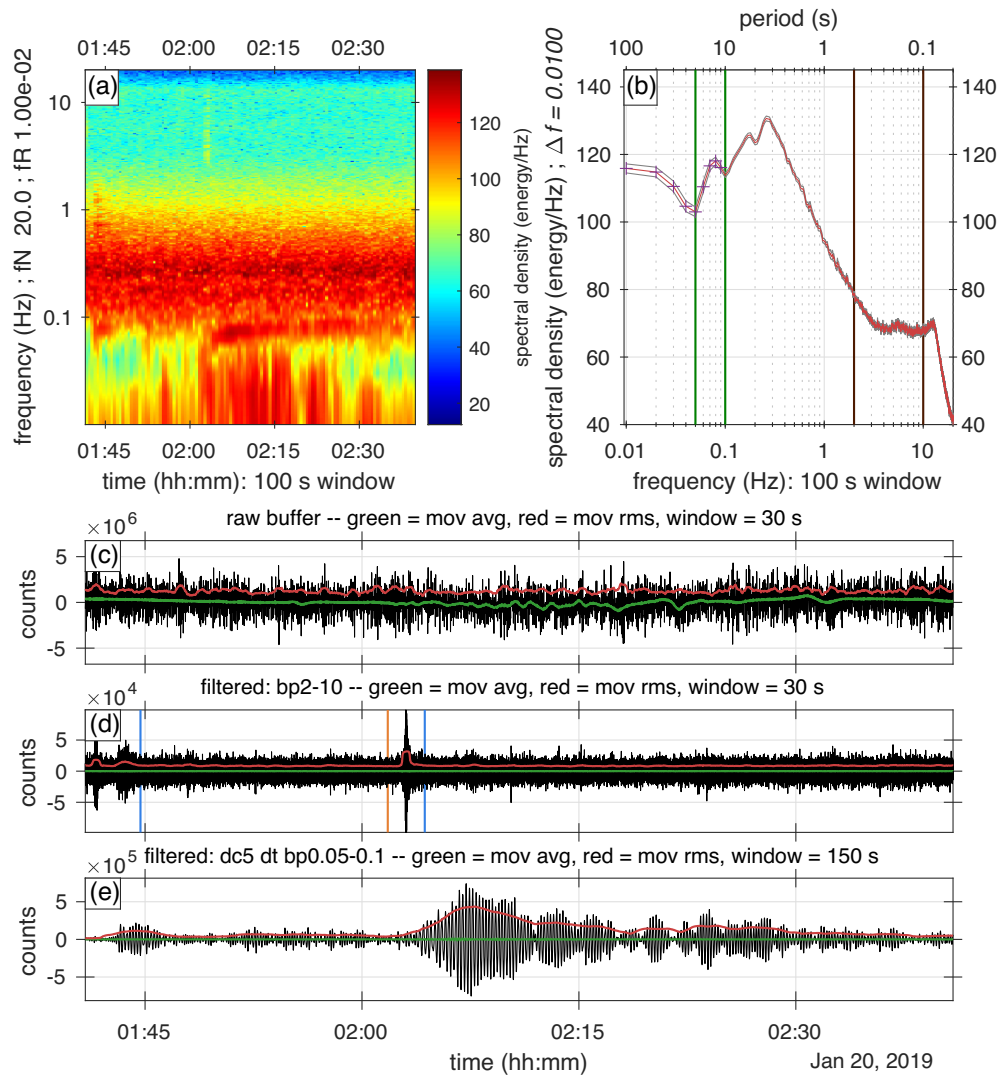 period (s)
01:45 02:00 02:15 02:30
100 10 1 0.1
(a)
10
1
0.1
frequency (Hz) ; fN 20.0 ; fR 1.00e-02
01:45 02:00 02:15 02:30
time (hh:mm): 100 s window
120
100
80
60
40
20
spectral density (energy/Hz)
(b)
spectral density (energy/Hz) ; Δ f = 0.0100
140
120
100
80
60
40
140
120
100
80
60
40
0.01 0.1 1 10
frequency (Hz): 100 s window
raw buffer -- green = mov avg, red = mov rms, window = 30 s
×10^6
(c)
5
0
-5
counts
filtered: bp2-10 -- green = mov avg, red = mov rms, window = 30 s
×10^4
(d)
5
0
-5
counts
×10^5 filtered: dc5 dt bp0.05-0.1 -- green = mov avg, red = mov rms, window = 150 s
(e)
5
0
-5
counts
01:45 02:00 02:15 02:30
time (hh:mm)
Jan 20, 2019